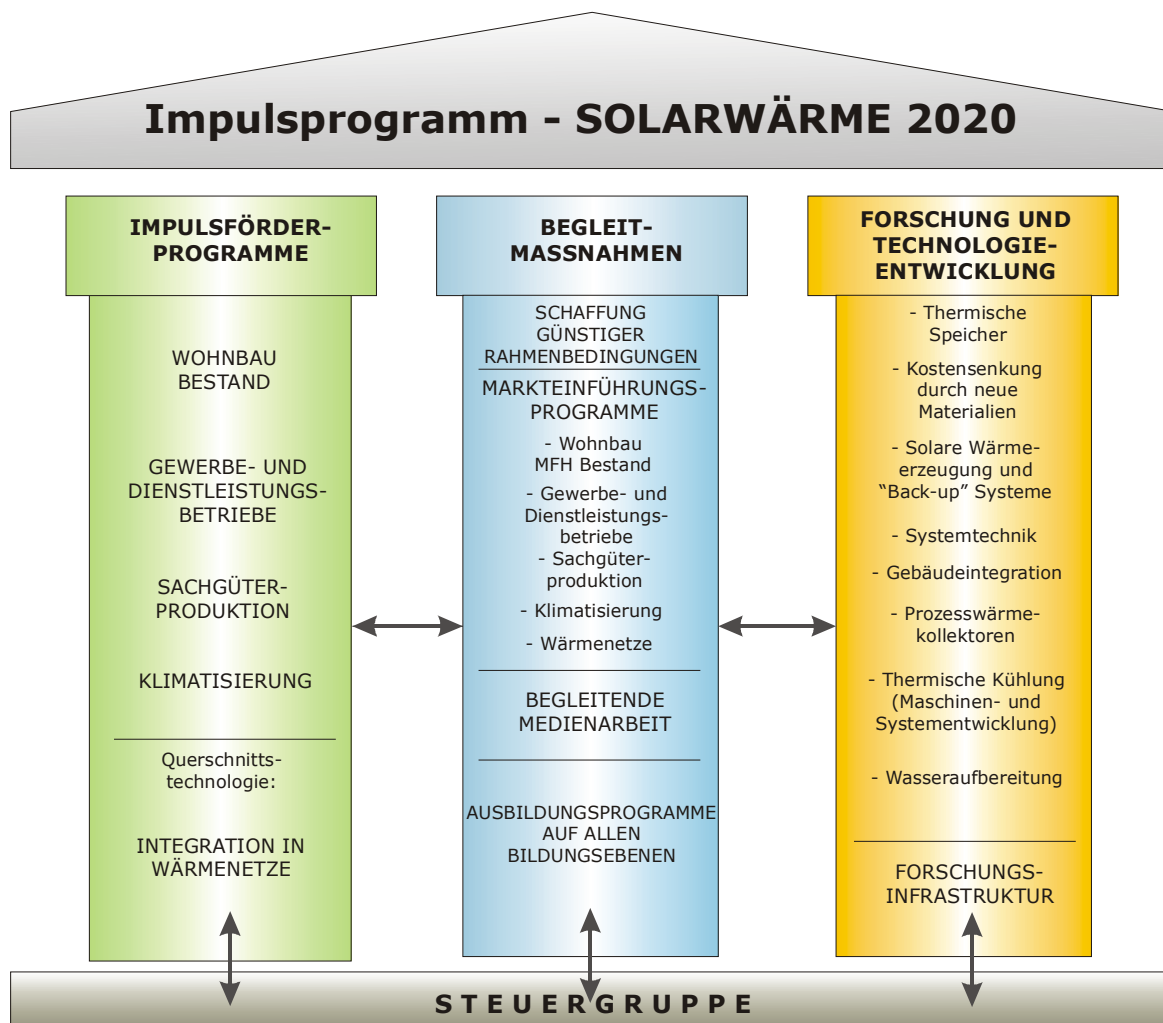 Impulsprogramm - SOLARWÄRME 2020
IMPULSFÖRDER-
PROGRAMME
WOHNBAU
BESTAND
GEWERBE- UND
DIENSTLEISTUNGS-
BETRIEBE
SACHGÜTER-
PRODUKTION
KLIMATISIERUNG
Querschnitts-
technologie:
INTEGRATION IN
WÄRMENETZE
BEGLEIT-
MASSNAHMEN
SCHAFFUNG
GÜNSTIGER
RAHMENBEDINGUNGEN
MARKTEINFÜHRUNGS-
PROGRAMME
- Wohnbau
MFH Bestand
- Gewerbe- und
Dienstleistungs-
betriebe
- Sachgüter-
produktion
- Klimatisierung
- Wärmenetze
BEGLEITENDE
MEDIENARBEIT
AUSBILDUNGSPROGRAMME
AUF ALLEN
BILDUNGSEBENEN
FORSCHUNG UND
TECHNOLOGIE-
ENTWICKLUNG
- Thermische
Speicher
- Kostensenkung
durch neue
Materialien
- Solare Wärme-
erzeugung und
“Back-up” Systeme
- Systemtechnik
- Gebäudeintegration
- Prozesswärme-
kollektoren
- Thermische Kühlung
(Maschinen- und
Systementwicklung)
- Wasseraufbereitung
FORSCHUNGS-
INFRASTRUKTUR
STEUERGRUPPE